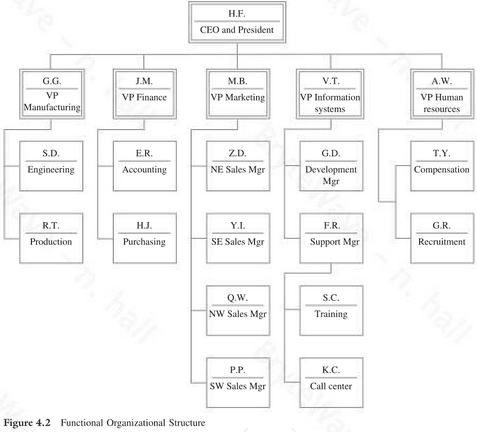 H.F.
CEO and President
G.G.
VP
Manufacturing
J.M.
VP Finance
M.B.
VP Marketing
V.T.
VP Information
systems
A.W.
VP Human
resources
S.D.
Engineering
E.R.
Accounting
Z.D.
NE Sales Mgr
G.D.
Development
Mgr
T.Y.
Compensation
R.T.
Production
H.J.
Purchasing
Y.I.
SE Sales Mgr
F.R.
Support Mgr
G.R.
Recruitment
Q.W.
NW Sales Mgr
S.C.
Training
P.P.
SW Sales Mgr
K.C.
Call center
Figure 4.2 Functional Organizational Structure